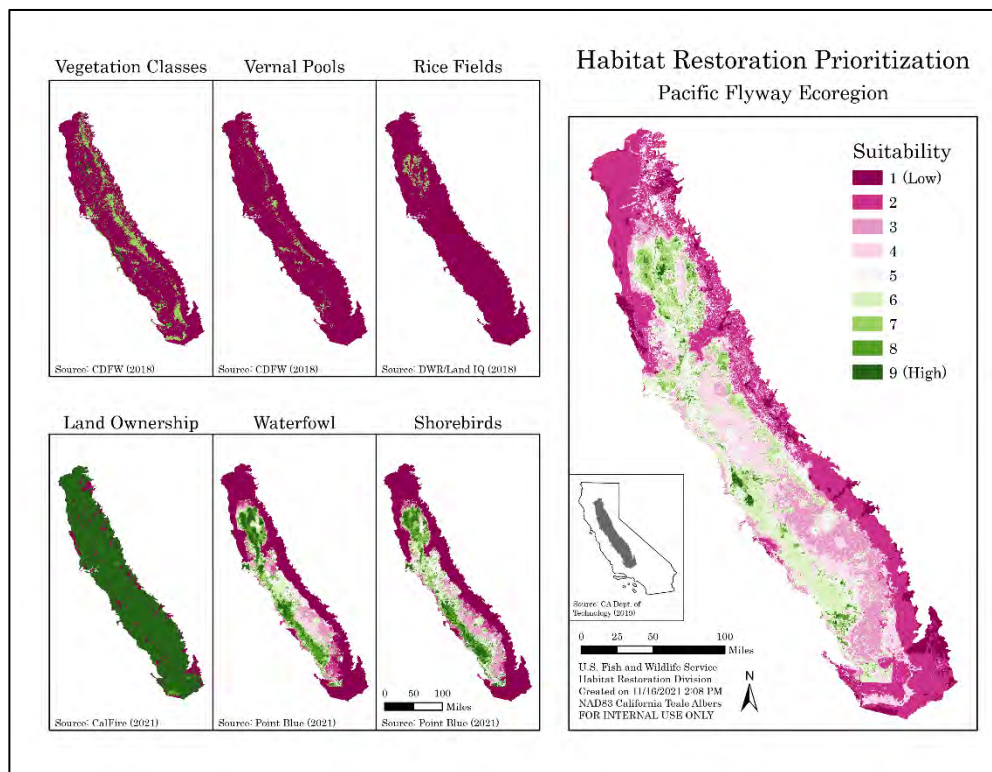 Vegetation Classes
Vernal Pools
Rice Fields
Source: CDFW (2018)
Source: CDFW (2018)
Source: DWR/Land IQ (2018)
Land Ownership
Waterfowl
Shorebirds
0 50 100
Miles
Source: CalFire (2021)
Source: Point Blue (2021)
Source: Point Blue (2021)
Habitat Restoration Prioritization
Pacific Flyway Ecoregion
Suitability
1 (Low)
2
3
4
5
6
7
8
9 (High)
Source: CA Dept. of
Technology (2019)
0 25 50 100
Miles
U.S. Fish and Wildlife Service
Habitat Restoration Division
Created on 11/16/2021 2:08 PM
NAD83 California Teale Albers
FOR INTERNAL USE ONLY
N